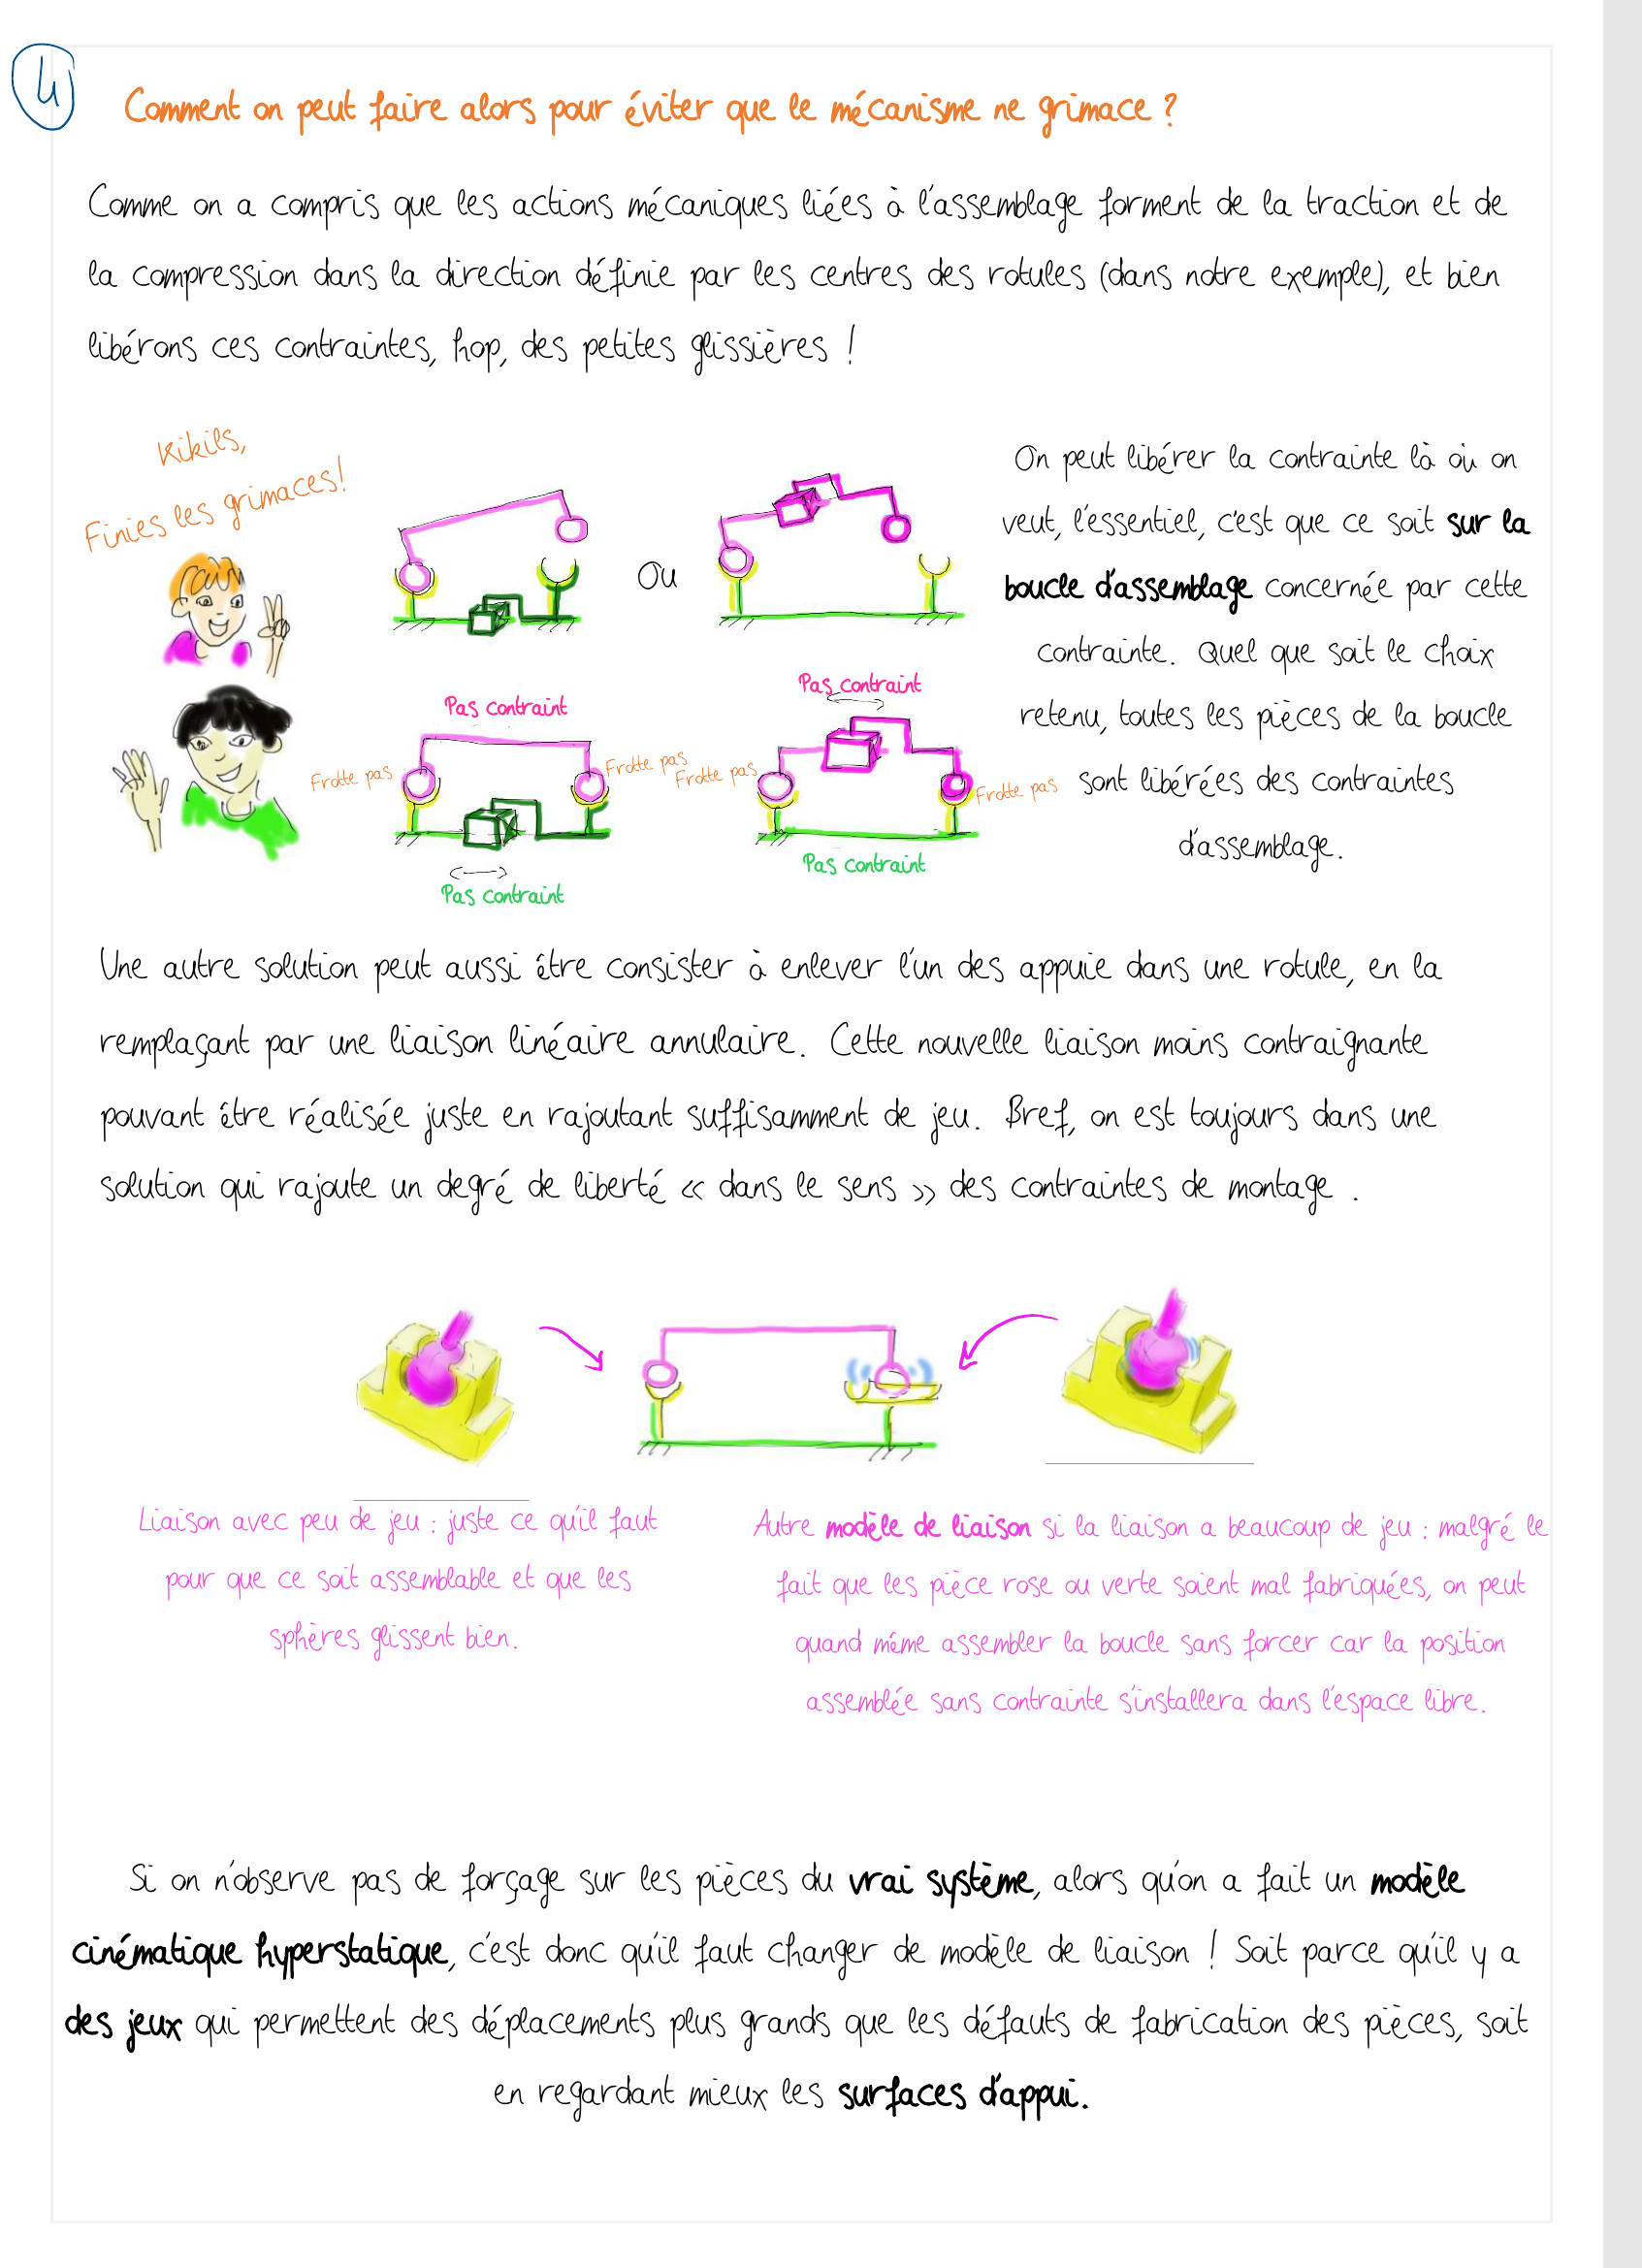 4
Comment on peut faire alors pour éviter que le mécanisme ne grimace ?
Comme on a compris que les actions mécaniques liées à l'assemblage forment de la traction et de
la compression dans la direction définie par les centres des rotules (dans notre exemple), et bien
libérons ces contraintes, hop, des petites glissières !
Kikils,
Finies les grimaces!
Ou
On peut libérer la contrainte là où on
veut, l'essentiel, c'est que ce soit sur la
boucle d'assemblage concernée par cette
contrainte. Quel que soit le choix
retenu, toutes les pièces de la boucle
sont libérées des contraintes
d'assemblage.
Pas contraint
Frotte pas
Frotte pas
Pas contraint
Pas contraint
Frotte pas
Frotte pas
Pas contraint
Une autre solution peut aussi être consister à enlever l'un des appuie dans une rotule, en la
remplaçant par une liaison linéaire annulaire. Cette nouvelle liaison moins contraignante
pouvant être réalisée juste en rajoutant suffisamment de jeu. Bref, on est toujours dans une
solution qui rajoute un degré de liberté « dans le sens » des contraintes de montage .
Liaison avec peu de jeu : juste ce qu'il faut
pour que ce soit assemblable et que les
sphères glissent bien.
Autre modèle de liaison si la liaison a beaucoup de jeu : malgré le
fait que les pièce rose ou verte soient mal fabriquées, on peut
quand même assembler la boucle sans forcer car la position
assemblée sans contrainte s'installera dans l'espace libre.
Si on n'observe pas de forçage sur les pièces du vrai système, alors qu'on a fait un modèle
cinématique hyperstatique, c'est donc qu'il faut changer de modèle de liaison ! Soit parce qu'il y a
des jeux qui permettent des déplacements plus grands que les défauts de fabrication des pièces, soit
en regardant mieux les surfaces d'appui.